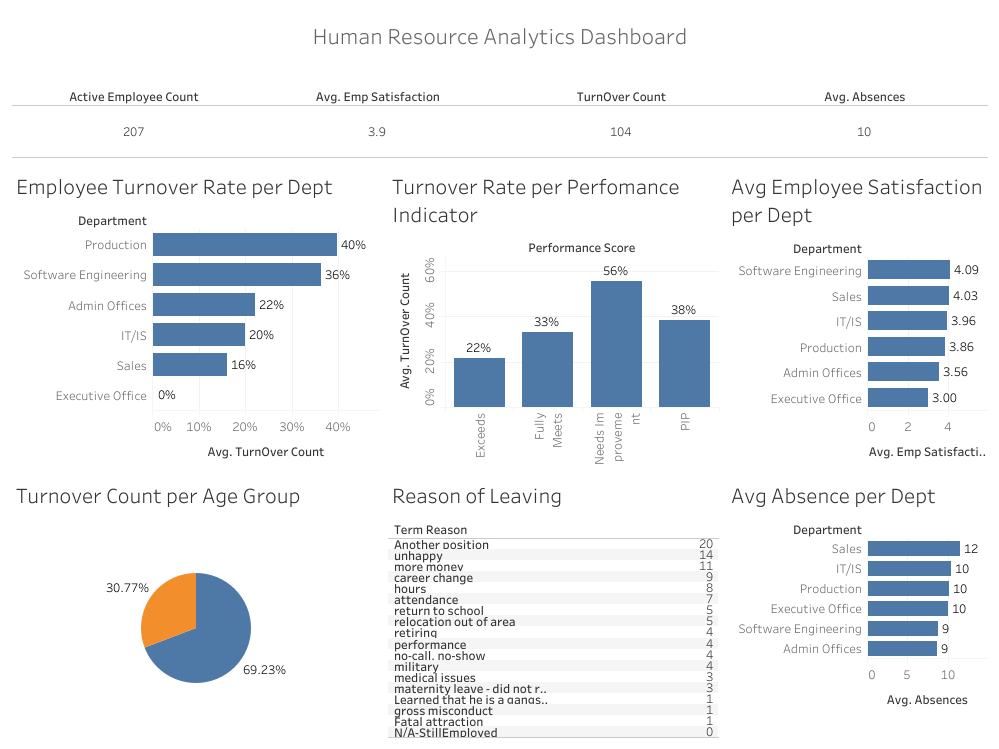 Human Resource Analytics Dashboard
Active Employee Count
Avg. Emp Satisfaction
TurnOver Count
Avg. Absences
207
3.9
104
10
Employee Turnover Rate per Dept
Department
Production
40%
Software Engineering
36%
Admin Offices
22%
IT/IS
20%
Sales
16%
Executive Office
0%
0%
10%
20%
30%
40%
Avg. TurnOver Count
Turnover Rate per Perfomance
Indicator
Performance Score
Avg. TurnOver Count
60%
40%
20%
0%
22%
33%
56%
38%
Exceeds
Fully
Meets
Needs Im
proveme
nt
PIP
Avg Employee Satisfaction
per Dept
Department
Software Engineering
4.09
Sales
4.03
IT/IS
3.96
Production
3.86
Admin Offices
3.56
Executive Office
3.00
0
2
4
Avg. Emp Satisfacti..
Turnover Count per Age Group
30.77%
69.23%
Reason of Leaving
Term Reason
Another position 20
unhappy 14
more money 11
career change 9
hours 8
attendance 7
return to school 5
relocation out of area 5
retiring 4
performance 4
no-call, no-show 4
military 4
medical issues 3
maternity leave - did not r.. 3
Learned that he is a gangs.. 1
gross misconduct 1
Fatal attraction 1
N/A-StillEmployed 0
Avg Absence per Dept
Department
Sales
12
IT/IS
10
Production
10
Executive Office
10
Software Engineering
9
Admin Offices
9
0
5
10
Avg. Absences